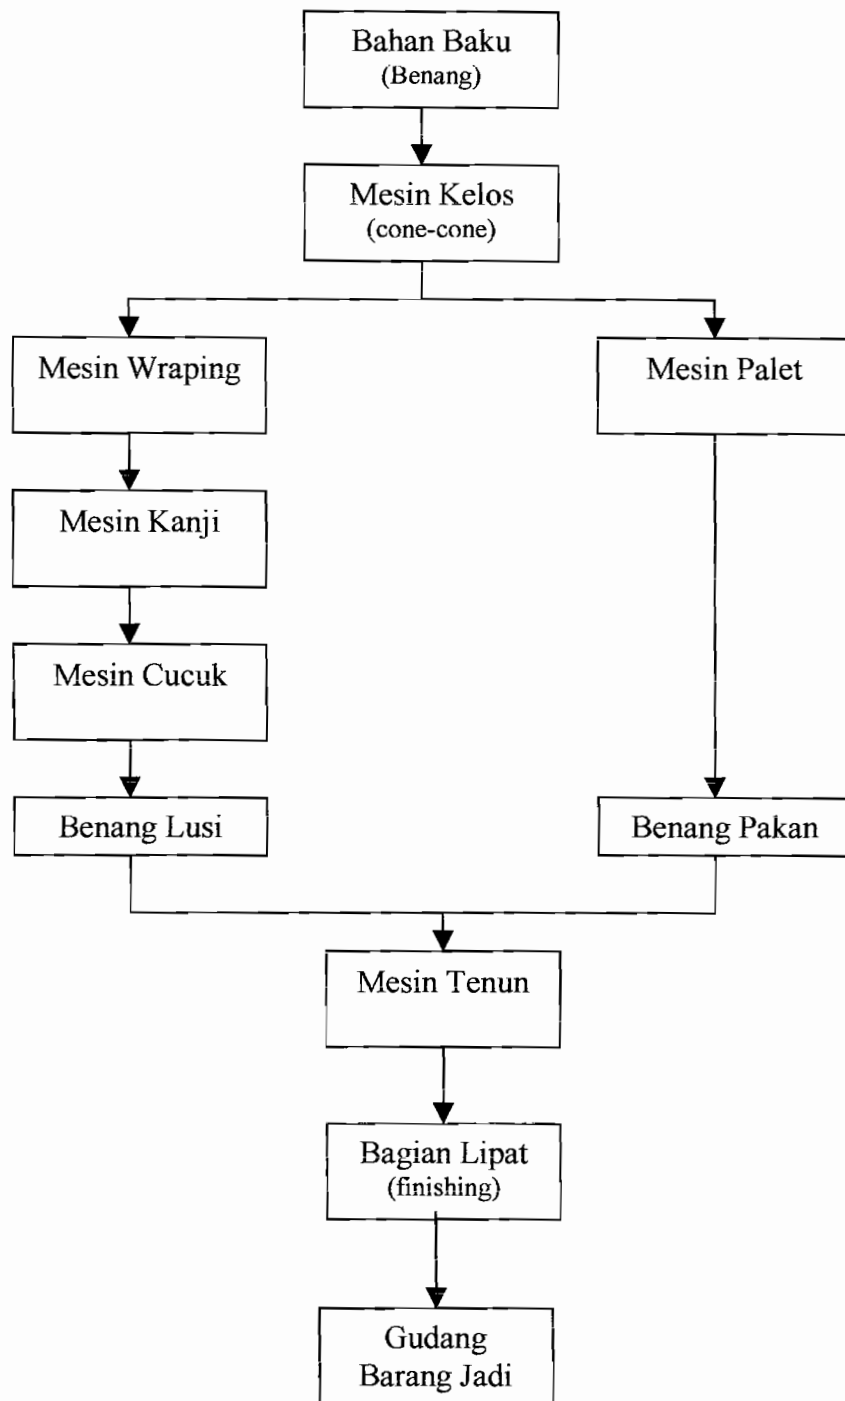 Bahan Baku
(Benang)
Mesin Kelos
(cone-cone)
Mesin Wraping
Mesin Palet
Mesin Kanji
Mesin Cucuk
Benang Lusi
Benang Pakan
Mesin Tenun
Bagian Lipat
(finishing)
Gudang
Barang Jadi